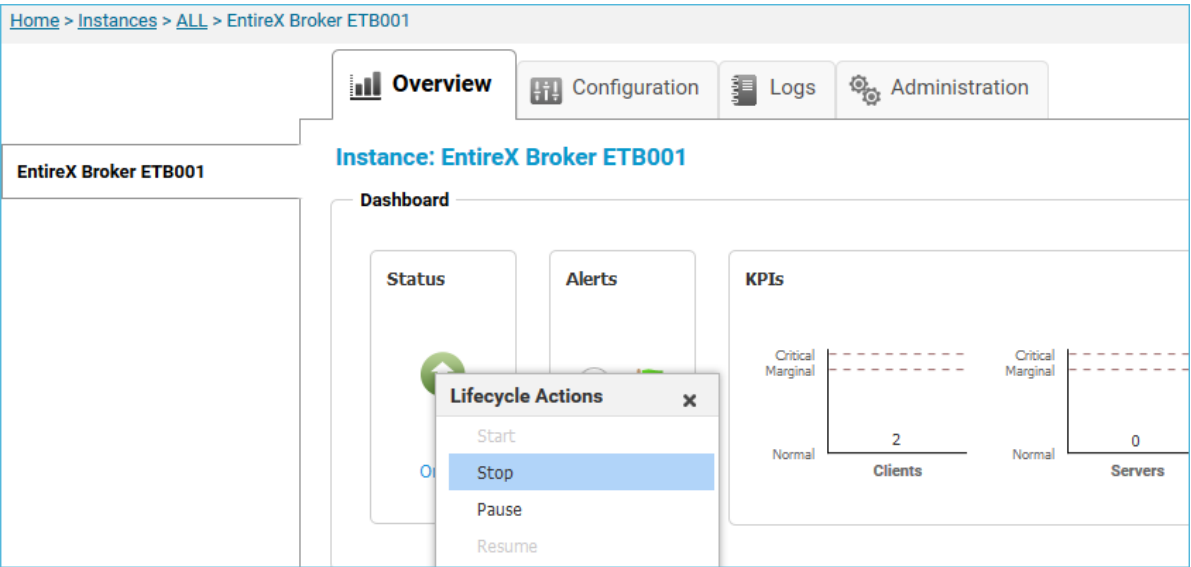 Home > Instances > ALL > EntireX Broker ETB001
Overview
Configuration
Logs
Administration
EntireX Broker ETB001
Instance: EntireX Broker ETB001
Dashboard
Status
Alerts
KPIs
Critical
Marginal
Normal
2
Clients
Critical
Marginal
Normal
0
Servers
Lifecycle Actions
Start
Stop
Pause
Resume